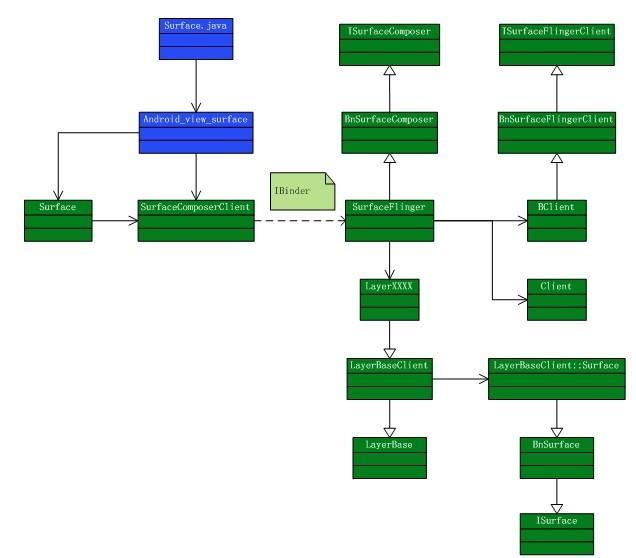 Surface.java
ISurfaceComposer
ISurfaceFlingerClient
Android_view_surface
BnSurfaceComposer
BnSurfaceFlingerClient
IBinder
Surface
SurfaceComposerClient
SurfaceFlinger
BClient
LayerXXXX
Client
LayerBaseClient
LayerBaseClient::Surface
LayerBase
BnSurface
ISurface